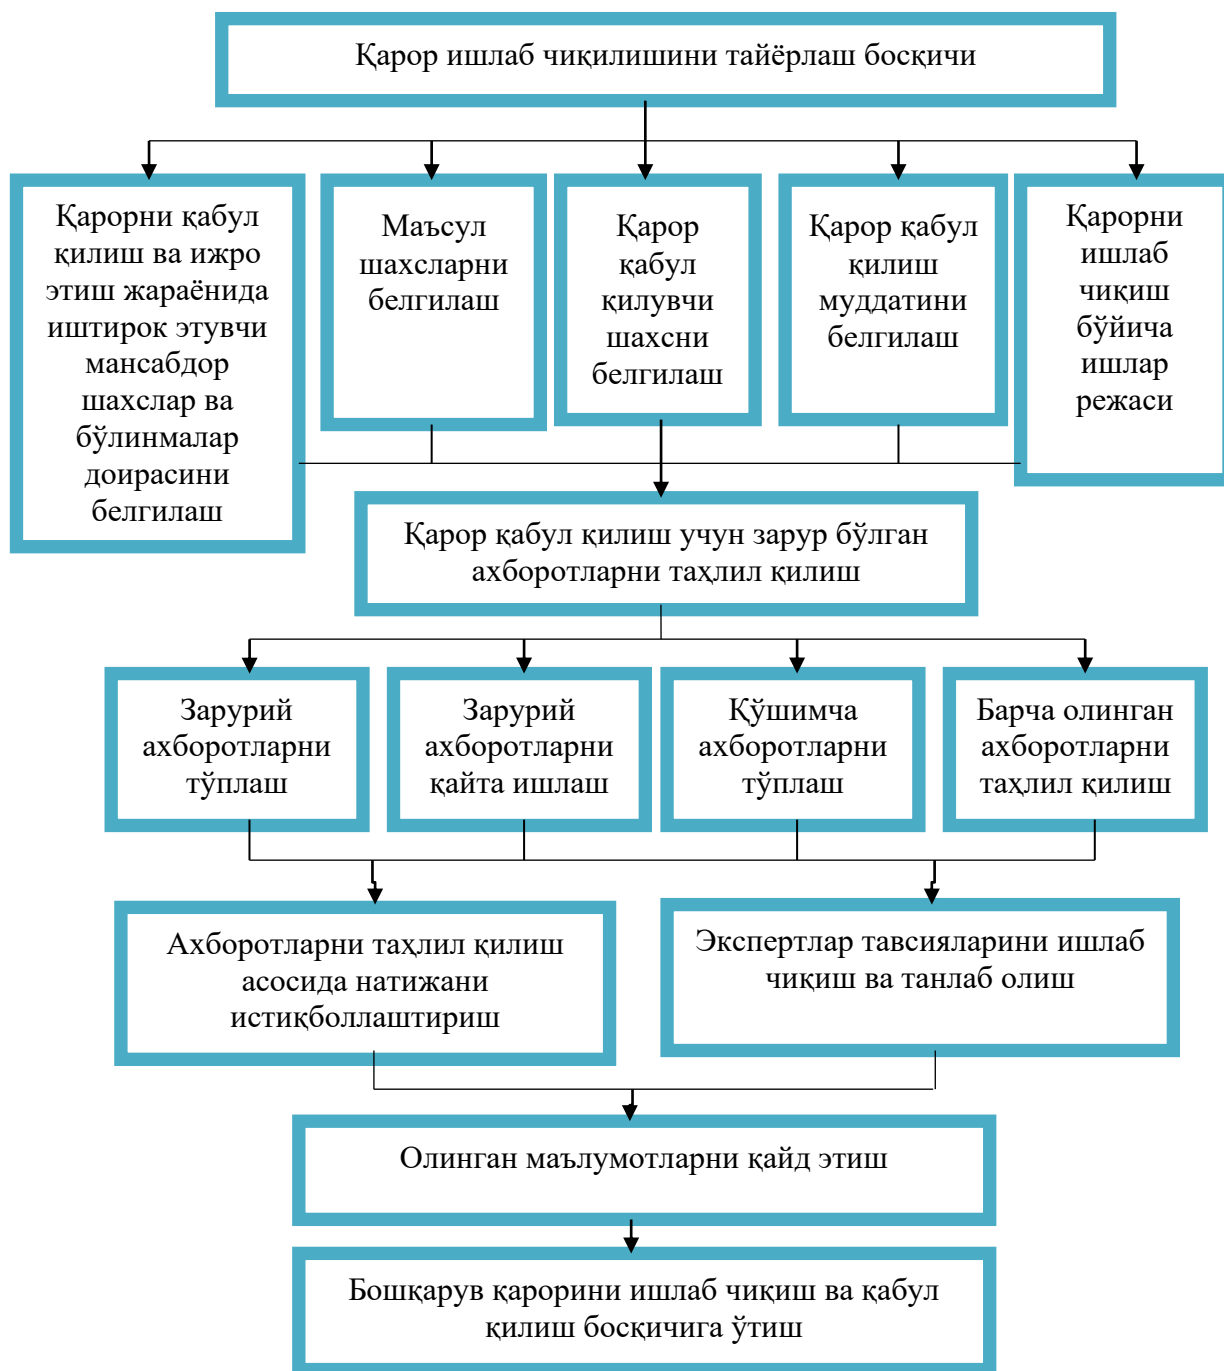 Қарор ишлаб чиқилишини тайёрлаш босқичи
Қарорни қабул
қилиш ва ижро
этиш жараёнида
иштирок этувчи
мансабдор
шахслар ва
бўлинмалар
доирасини
белгилаш
Маъсул
шахсларни
белгилаш
Қарор
қабул
қилувчи
шахсни
белгилаш
Қарор қабул
қилиш
муддатини
белгилаш
Қарорни
ишлаб
чиқиш
бўйича
ишлар
режаси
Қарор қабул қилиш учун зарур бўлган
ахборотларни таҳлил қилиш
Зарурий
ахборотларни
тўплаш
Зарурий
ахборотларни
қайта ишлаш
Қўшимча
ахборотларни
тўплаш
Барча олинган
ахборотларни
таҳлил қилиш
Ахборотларни таҳлил қилиш
асосида натижани
истиқболлаштириш
Экспертлар тавсияларини ишлаб
чиқиш ва танлаб олиш
Олинган маълумотларни қайд этиш
Бошқарув қарорини ишлаб чиқиш ва қабул
қилиш босқичига ўтиш